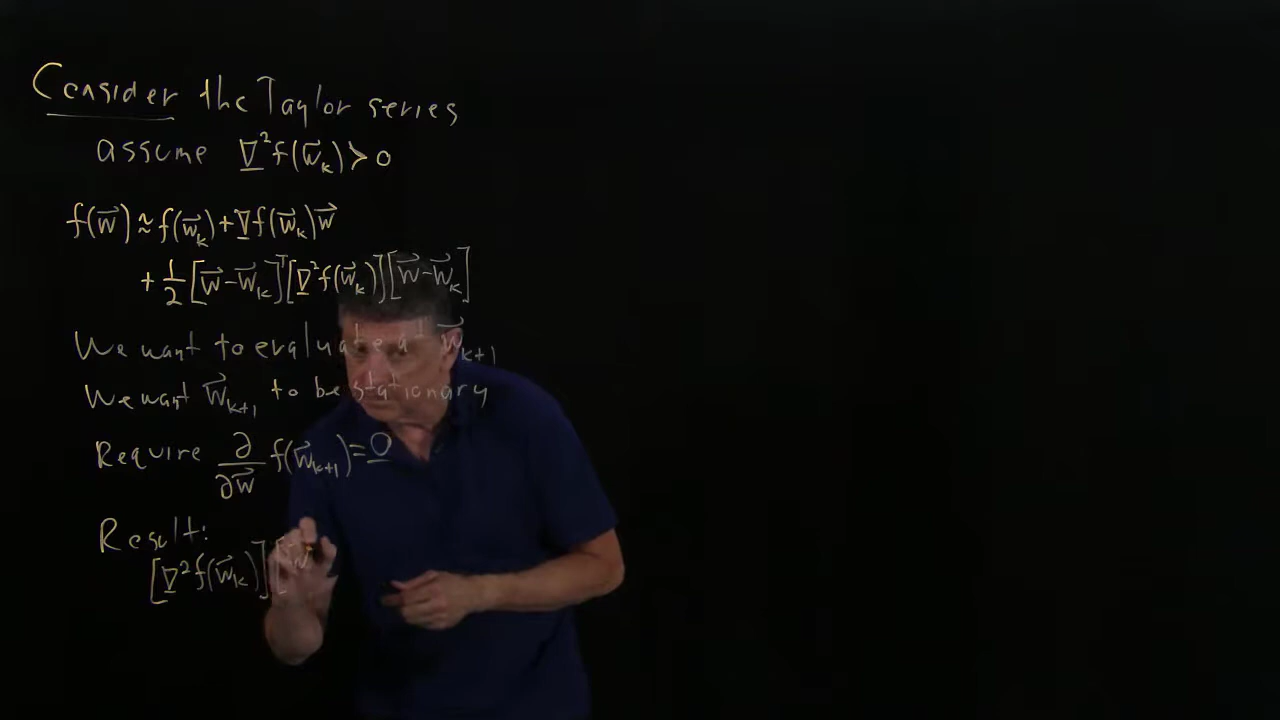 Consider the Taylor series
assume ∇²f(w⃗ₖ) > 0
f(w⃗) ≈ f(w⃗ₖ) + ∇f(w⃗ₖ)w⃗
+ 1/2 [w⃗ - w⃗ₖ]ᵀ[∇²f(w⃗ₖ)][w⃗ - w⃗ₖ]
We want to evaluate at w⃗ₖ₊₁
We want w⃗ₖ₊₁ to be stationary
Require ∂/∂w⃗ f(w⃗ₖ₊₁) = 0
Result:
[∇²f(w⃗ₖ)][w⃗